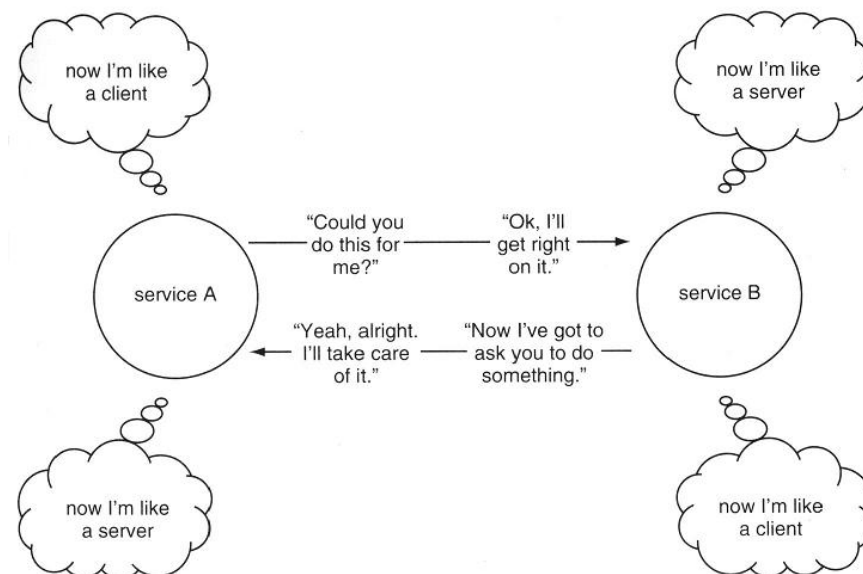 now I'm like
a client
now I'm like
a server
“Could you
do this for
me?”
“Ok, I'll
get right
on it.”
service A
service B
“Yeah, alright.
I'll take care
of it.”
“Now I've got to
ask you to do
something.”
now I'm like
a server
now I'm like
a client